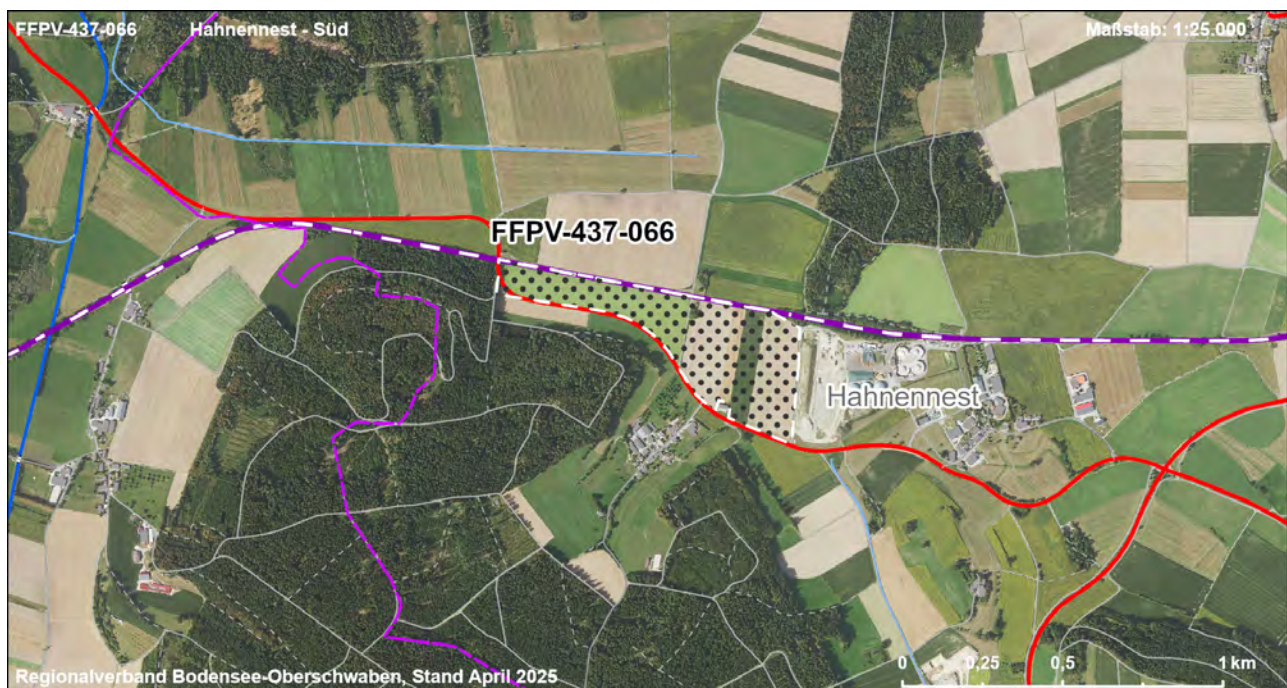 FFPV-437-066 Hahnennest - Süd Maßstab: 1:25.000
FFPV-437-066
Hahnennest
0 0,25 0,5 1 km
Regionalverband Bodensee-Oberschwaben, Stand April 2025